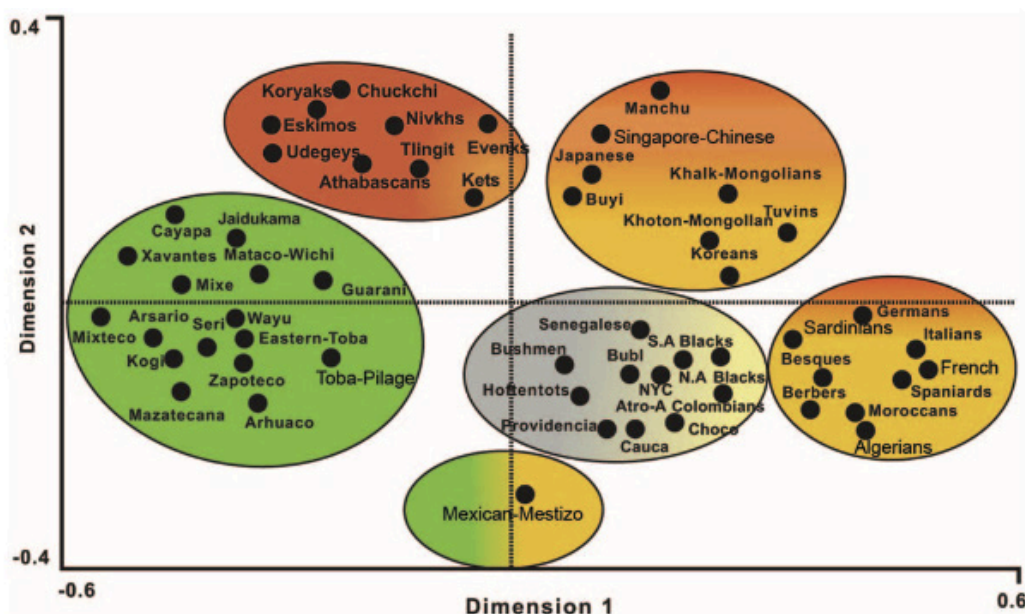 0.4
Koryaks
Chuckchi
Eskimos
Nivkhs
Udegeys
Tlingit
Evenks
Athabascans
Kets
Manchu
Singapore-Chinese
Japanese
Khalk-Mongolians
Buyi
Khoton-Mongollan
Tuvins
Koreans
Cayapa
Jaidukama
Xavantes
Mataco-Wichi
Mixe
Guarani
Arsario
Seri
Wayu
Mixteco
Eastern-Toba
Kogi
Zapoteco
Toba-Pilage
Mazatecana
Arhuaco
Senegalese
S.A Blacks
Bushmen
Bubl
Hottentots
NYC
N.A Blacks
Atro-A Colombians
Providencia
Choco
Cauca
Germans
Sardinians
Italians
Besques
French
Berbers
Spaniards
Moroccans
Algerians
Mexican-Mestizo
Dimension 2
-0.4
-0.6
Dimension 1
0.6